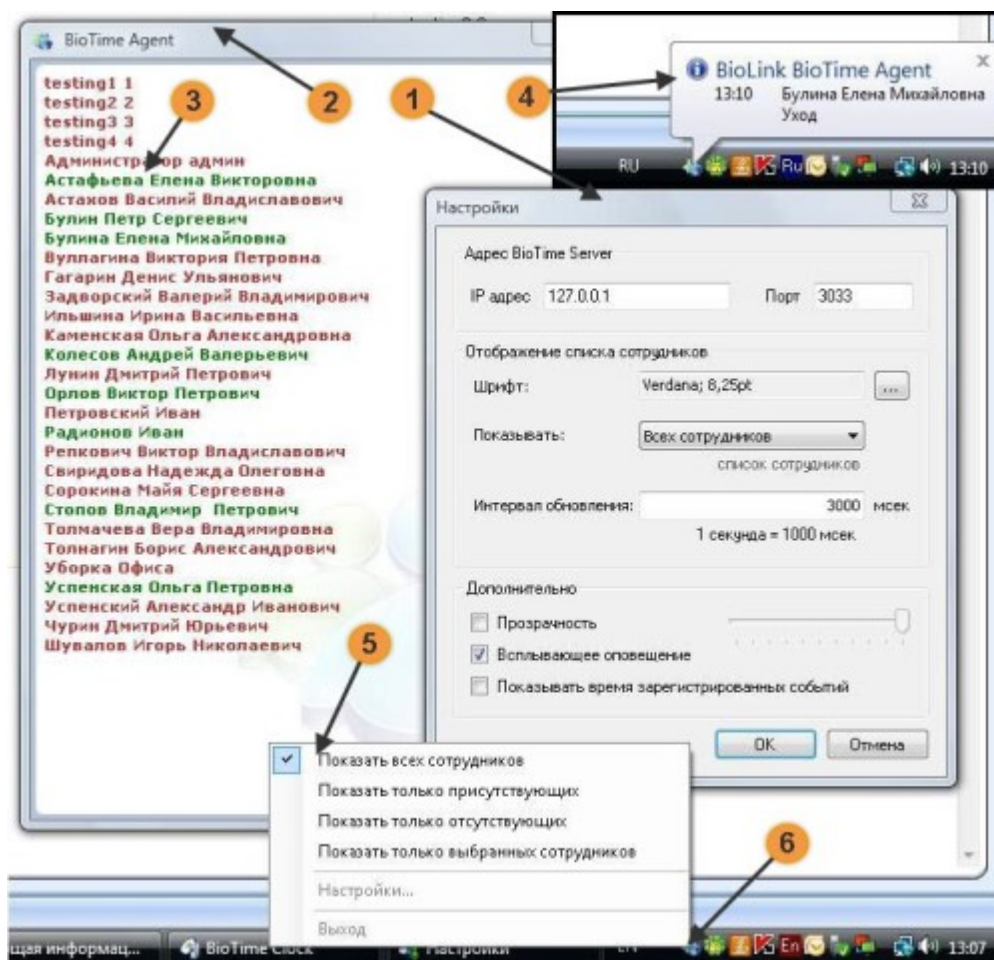 BioTime Agent
testing1 1
testing2 2
testing3 3
testing4 4
Администратор админ
Астафьева Елена Викторовна
Астахов Василий Владиславович
Булин Петр Сергеевич
Булина Елена Михайловна
Вуллагина Виктория Петровна
Гагарин Денис Ульянович
Задворский Валерий Владимирович
Ильшина Ирина Васильевна
Каменская Ольга Александровна
Колесов Андрей Валерьевич
Лунин Дмитрий Петрович
Орлов Виктор Петрович
Петровский Иван
Радионов Иван
Репкович Виктор Владиславович
Свиридова Надежда Олеговна
Сорокина Майя Сергеевна
Стопов Владимир Петрович
Толмачева Вера Владимировна
Толнагин Борис Александрович
Уборка Офиса
Успенская Ольга Петровна
Успенский Александр Иванович
Чурин Дмитрий Юрьевич
Шувалов Игорь Николаевич
3
2
1
4
BioLink BioTime Agent
13:10 Булина Елена Михайловна
Уход
RU
Ru
13:10
Настройки
Адрес BioTime Server
IP адрес 127.0.0.1 Порт 3033
Отображение списка сотрудников
Шрифт: Verdana; 8,25pt ...
Показывать: Всех сотрудников
список сотрудников
Интервал обновления: 3000 мсек
1 секунда = 1000 мсек
Дополнительно
Прозрачность
Всплывающее оповещение
Показывать время зарегистрированных событий
OK Отмена
5
Показать всех сотрудников
Показать только присутствующих
Показать только отсутствующих
Показать только выбранных сотрудников
Настройки...
Выход
6
щая информац... BioTime Clock Настройки EN En 13:07